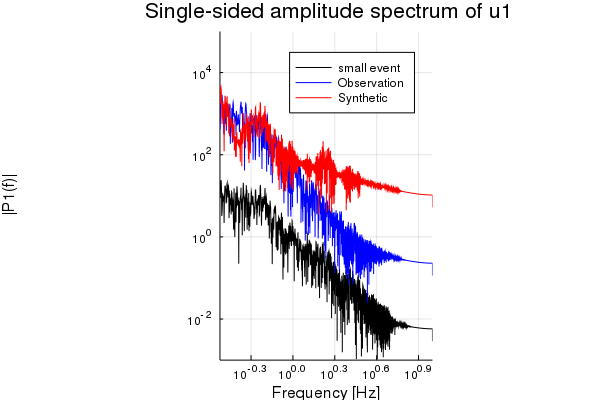 Single-sided amplitude spectrum of u1
small event
Observation
Synthetic
|P1(f)|
10^4
10^2
10^0
10^-2
10^-0.3 10^0.0 10^0.3 10^0.6 10^0.9
Frequency [Hz]